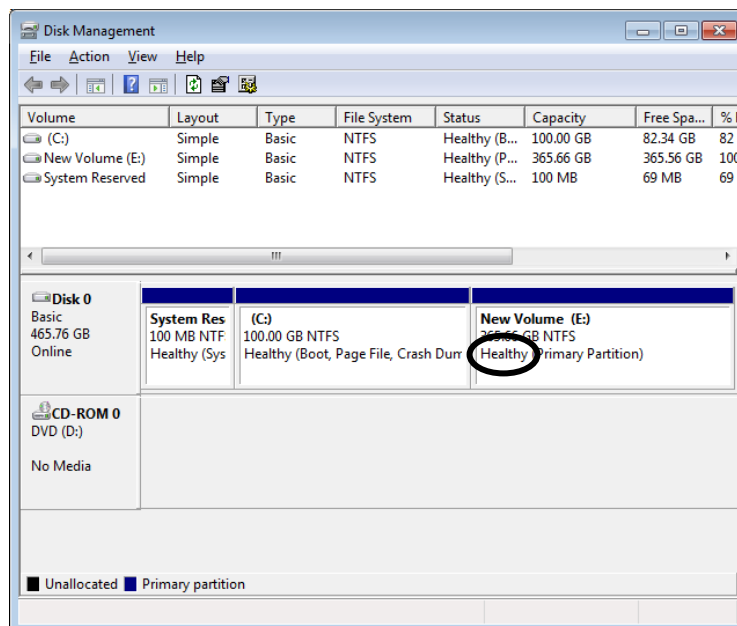 Disk Management
File Action View Help
Volume Layout Type File System Status Capacity Free Spa... %
(C:) Simple Basic NTFS Healthy (B... 100.00 GB 82.34 GB 82
New Volume (E:) Simple Basic NTFS Healthy (P... 365.66 GB 365.56 GB 100
System Reserved Simple Basic NTFS Healthy (S... 100 MB 69 MB 69
Disk 0
Basic
465.76 GB
Online
System Res
100 MB NTF
Healthy (Sys
(C:)
100.00 GB NTFS
Healthy (Boot, Page File, Crash Dum
New Volume (E:)
365.66 GB NTFS
Healthy (Primary Partition)
CD-ROM 0
DVD (D:)
No Media
Unallocated Primary partition